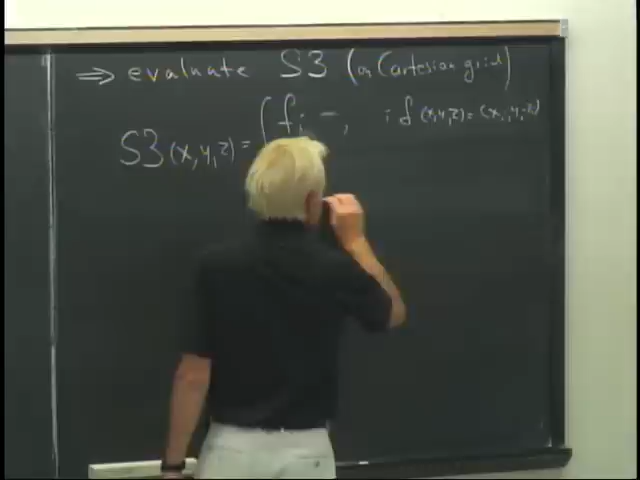 ⇒ evaluate S3 (on Cartesian grid)
S3(x,y,z) = { fi –, if (x,y,z) = (xi,yi,zi)